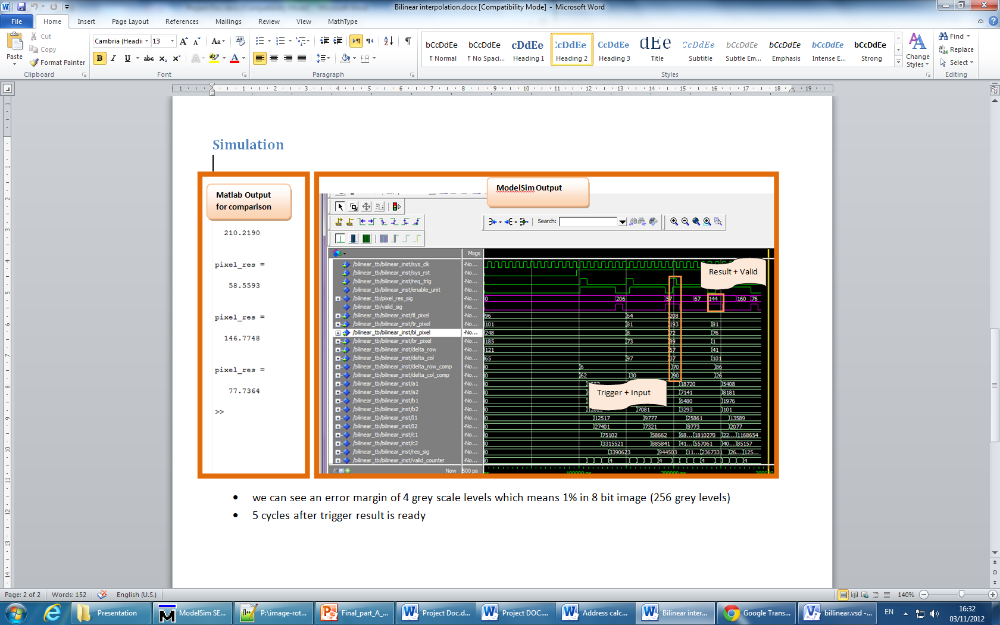 Bilinear interpolation.docx [Compatibility Mode] - Microsoft Word
File Home Insert Page Layout References Mailings Review View MathType
Paste
Cut
Copy
Format Painter
Clipboard
Cambria (Headi 13
Font
Paragraph
bCcDdEe bCcDdEe cDdEe CcDdEe CcDdEe dEe CcDdEe bCcDdEe bCcDdEe bCcDdEe bCcDdEe
¶ Normal ¶ No Spaci... Heading 1 Heading 2 Heading 3 Title Subtitle Subtle Em... Emphasis Intense E... Strong
Styles
Change Styles
Find
Replace
Select
Editing
Simulation
Matlab Output
for comparison
210.2190
pixel_res =
58.5593
pixel_res =
146.7748
pixel_res =
77.7364
>>
ModelSim Output
Search:
Msgs
/bilinear_tb/bilinear_inst/sys_clk -No...
/bilinear_tb/bilinear_inst/sys_rst -No...
/bilinear_tb/bilinear_inst/req_trig -No...
/bilinear_tb/bilinear_inst/enable_unit -No...
/bilinear_tb/pixel_res_sig -No... 0 206 57 67 144 160 76
/bilinear_tb/valid_sig -No...
/bilinear_tb/bilinear_inst/tl_pixel -No... 96 64 208
/bilinear_tb/bilinear_inst/tr_pixel -No... 101 81 193 81
/bilinear_tb/bilinear_inst/bl_pixel -No... 248 8 72 76
/bilinear_tb/bilinear_inst/br_pixel -No... 185 73 89 1
/bilinear_tb/bilinear_inst/delta_row -No... 121 57 41
/bilinear_tb/bilinear_inst/delta_col -No... 65 97 37 101
/bilinear_tb/bilinear_inst/delta_row_comp -No... 0 6 70 86
/bilinear_tb/bilinear_inst/delta_col_comp -No... 0 62 30 90 26
/bilinear_tb/bilinear_inst/a1 -No... 0 18720 5408
/bilinear_tb/bilinear_inst/a2 -No... 0 7141 8181
/bilinear_tb/bilinear_inst/b1 -No... 0 6480 1976
/bilinear_tb/bilinear_inst/b2 -No... 0 7081 3293 101
/bilinear_tb/bilinear_inst/I1 -No... 0 12517 9777 25861 13589
/bilinear_tb/bilinear_inst/I2 -No... 0 27401 7321 9773 2077
/bilinear_tb/bilinear_inst/c1 -No... 0 75102 58662 68... 1810270 22... 1168654
/bilinear_tb/bilinear_inst/c2 -No... 0 3315521 885841 41... 557061 40... 85157
/bilinear_tb/bilinear_inst/res_sig -No... 0 3390623 944503 11... 2367331 26... 125...
/bilinear_tb/bilinear_inst/valid_counter -No... 0 4 4 4 4
Now 500 ps
Result + Valid
Trigger + Input
• we can see an error margin of 4 grey scale levels which means 1% in 8 bit image (256 grey levels)
• 5 cycles after trigger result is ready
Page: 2 of 2 Words: 152 English (U.S.) 140%
Presentation ModelSim SE... P:\image-rot... Final_part_A_... Project Doc.d... Project DOC.... Address calc... Bilinear inter... Google Trans... billinear.vsd -... EN 16:32
03/11/2012